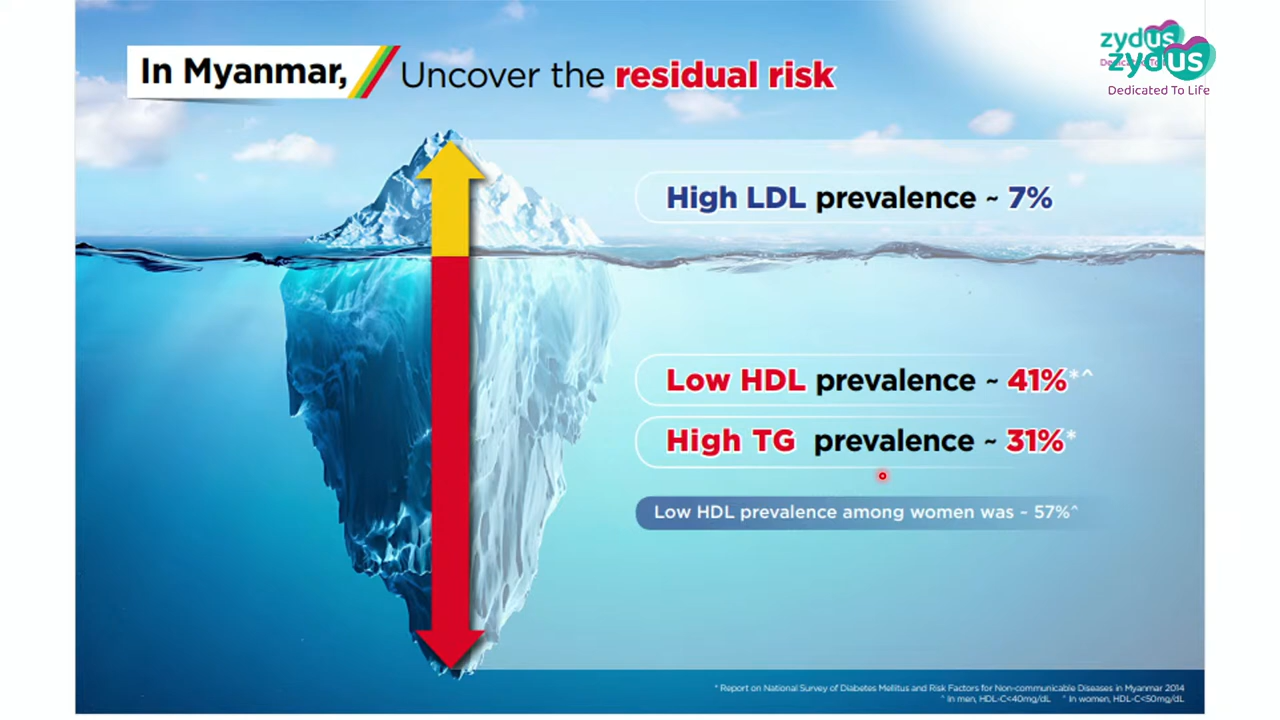 In Myanmar, Uncover the residual risk
zydus
zydus
Dedicated To Life
High LDL prevalence ~ 7%
Low HDL prevalence ~ 41%*^
High TG prevalence ~ 31%*
Low HDL prevalence among women was ~ 57%^
* Report on National Survey of Diabetes Mellitus and Risk Factors for Non-communicable Diseases in Myanmar 2014
^ In men, HDL-C<40mg/dL ^ In women, HDL-C<50mg/dL